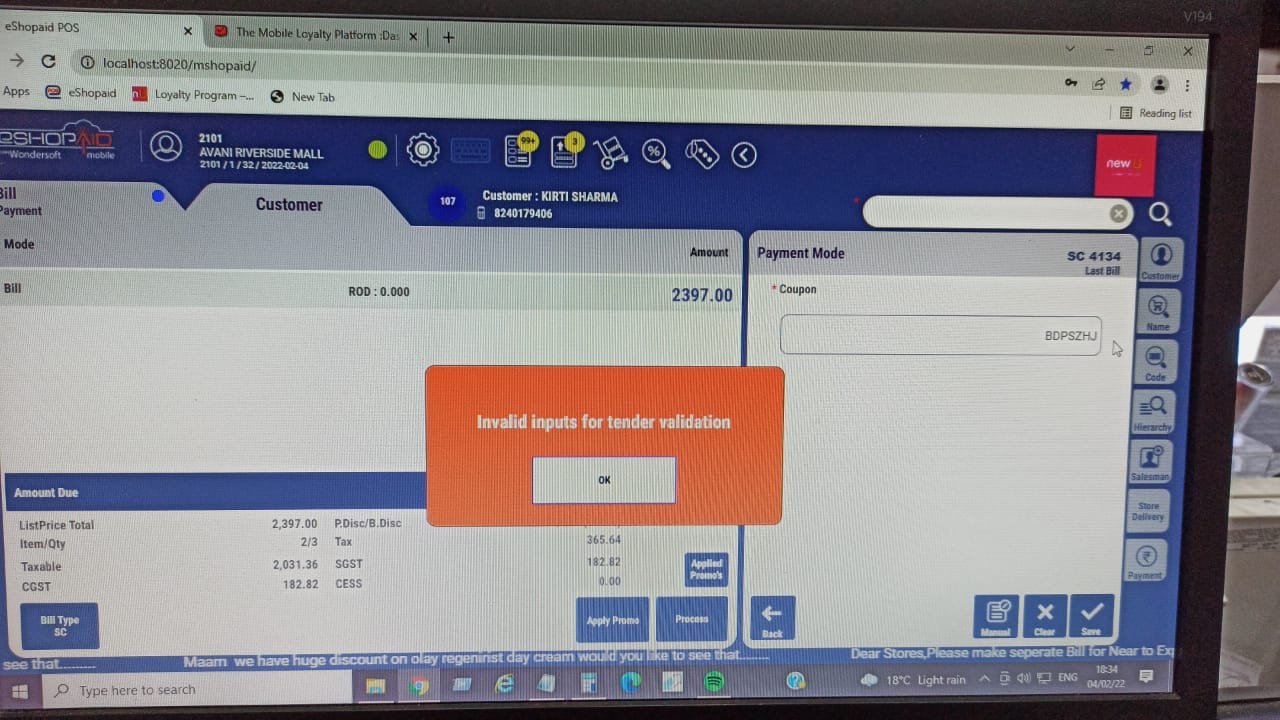 V194
eShopaid POS
The Mobile Loyalty Platform :Das
localhost:8020/mshopaid/
Apps
eShopaid
Loyalty Program –...
New Tab
Reading list
eSHOPAID
Wondersoft mobile
2101
AVANI RIVERSIDE MALL
2101 / 1 / 32 / 2022-02-04
99+
3
%
newU
Bill
Payment
Customer
107
Customer : KIRTI SHARMA
8240179406
Mode
Amount
Bill
ROD : 0.000
2397.00
Payment Mode
SC 4134
Last Bill
* Coupon
BDPSZHJ
Customer
Name
Code
Hierarchy
Salesman
Store
Delivery
Payment
Invalid inputs for tender validation
OK
Amount Due
ListPrice Total 2,397.00 P.Disc/B.Disc
Item/Qty 2/3 Tax 365.64
Taxable 2,031.36 SGST 182.82
CGST 182.82 CESS 0.00
Applied
Promo's
Bill Type
SC
Apply Promo
Process
Back
Manual
Clear
Save
see that.......... Maam we have huge discount on olay regenirist day cream would you like to see that.......... Dear Stores,Please make seperate Bill for Near to Exp
Type here to search
18°C Light rain
ENG
18:34
04/02/22